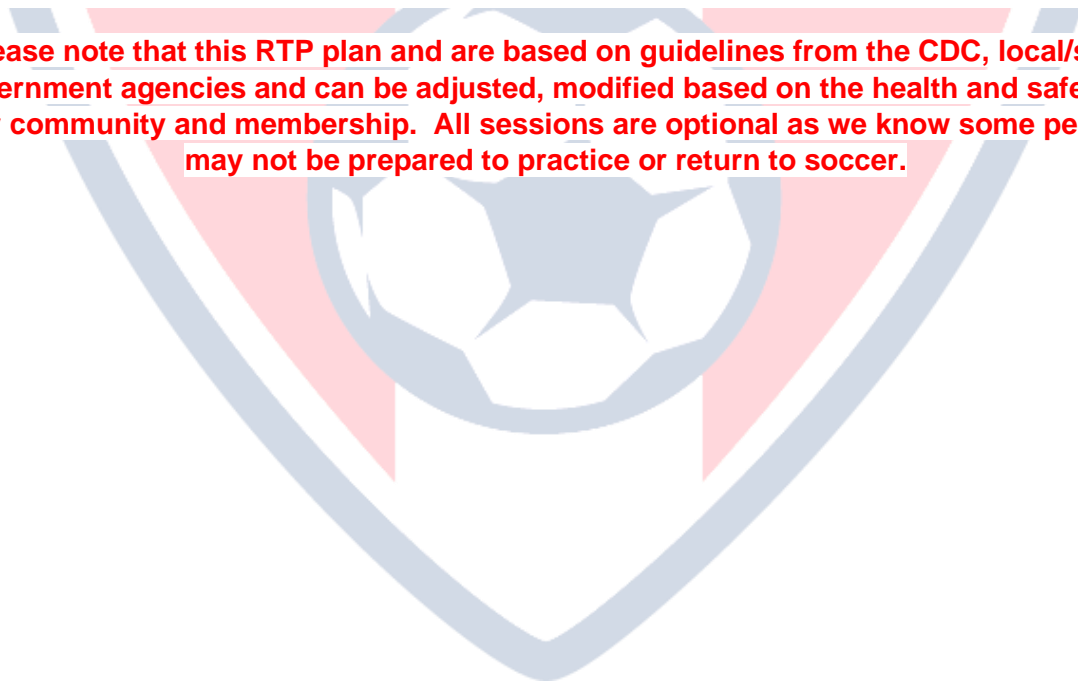 ease note that this RTP plan and are based on guidelines from the CDC, local/s
ernment agencies and can be adjusted, modified based on the health and safe
community and membership.  All sessions are optional as we know some pe
may not be prepared to practice or return to soccer.